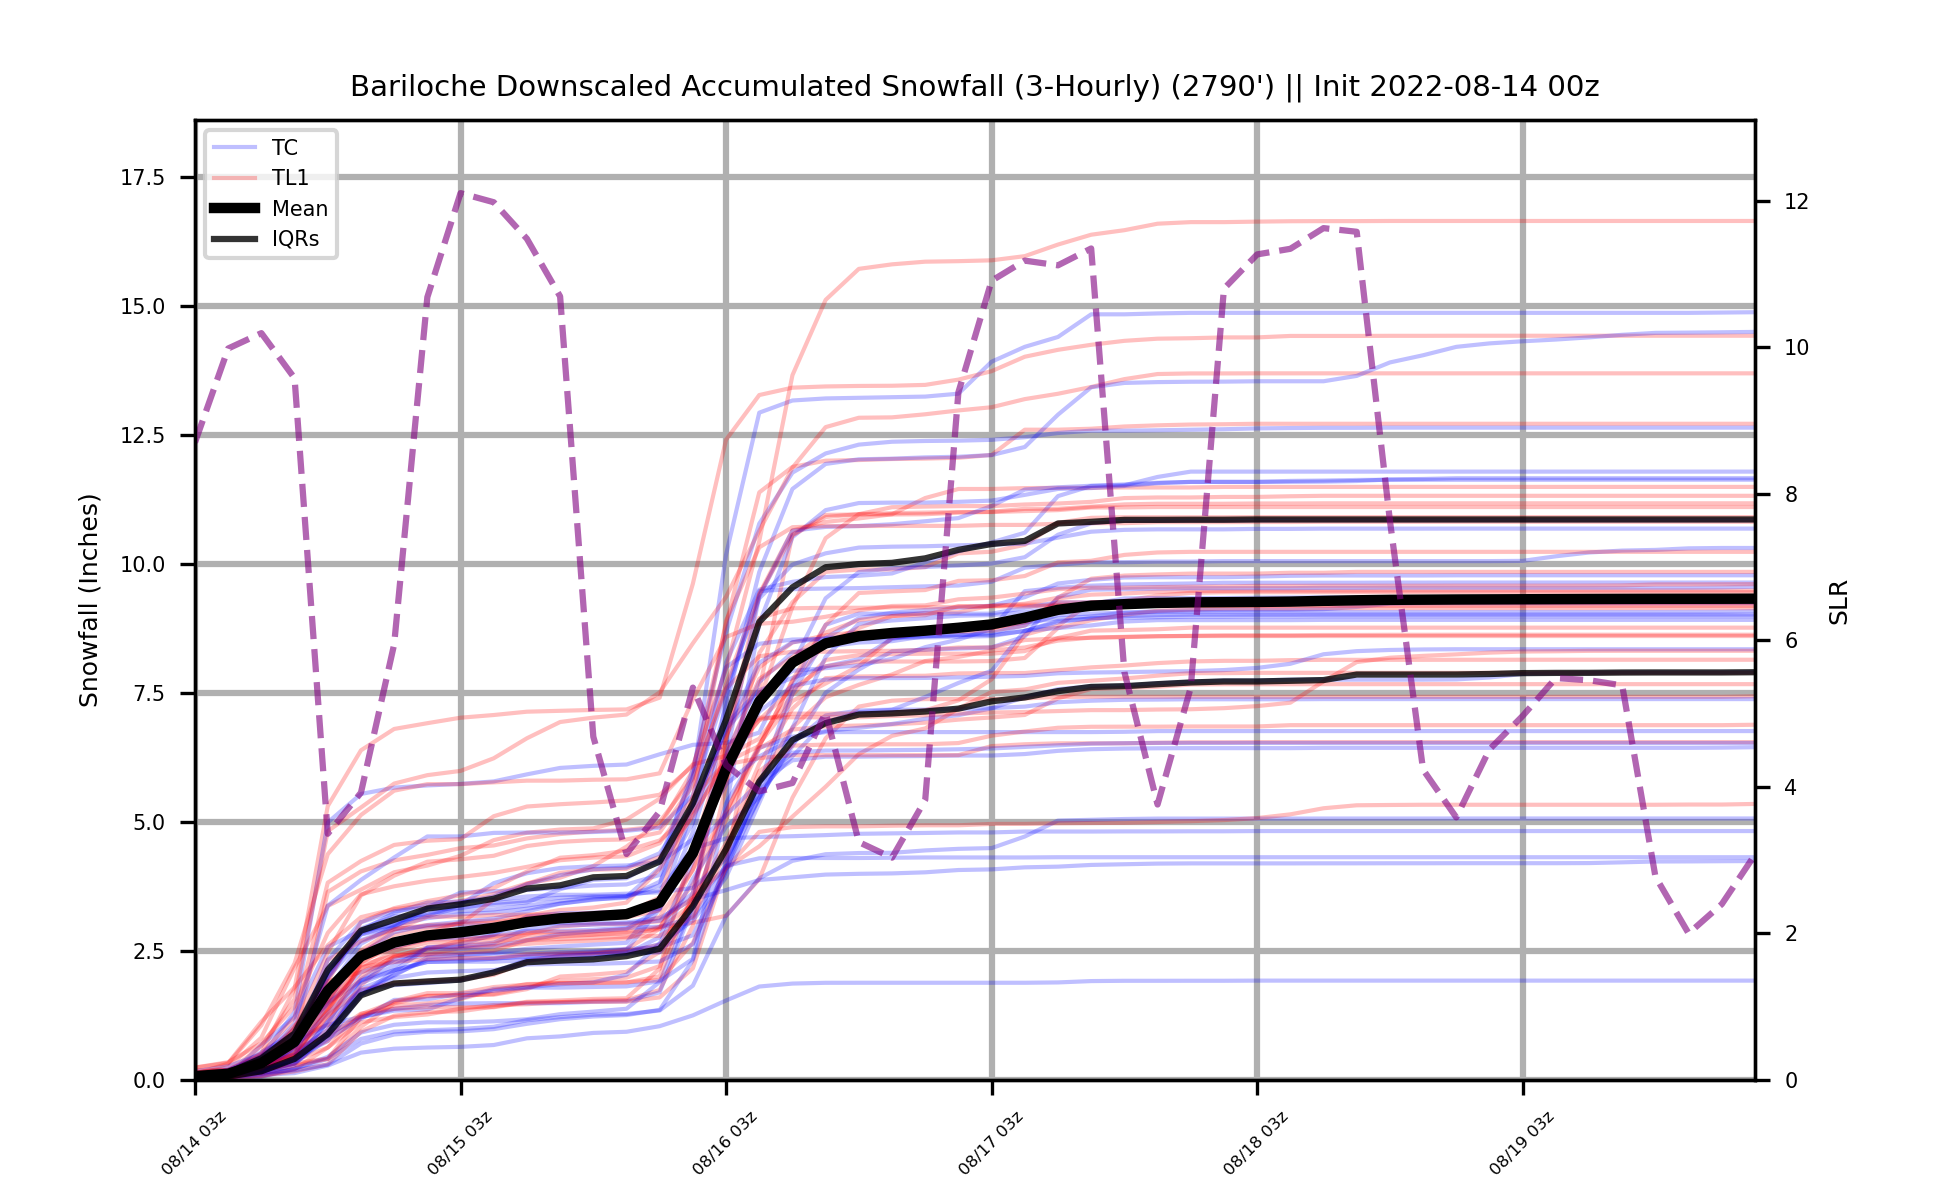 Bariloche Downscaled Accumulated Snowfall (3-Hourly) (2790') || Init 2022-08-14 00z
TC
TL1
Mean
IQRs
Snowfall (Inches)
17.5
15.0
12.5
10.0
7.5
5.0
2.5
0.0
SLR
12
10
8
6
4
2
0
08/14 03z
08/15 03z
08/16 03z
08/17 03z
08/18 03z
08/19 03z